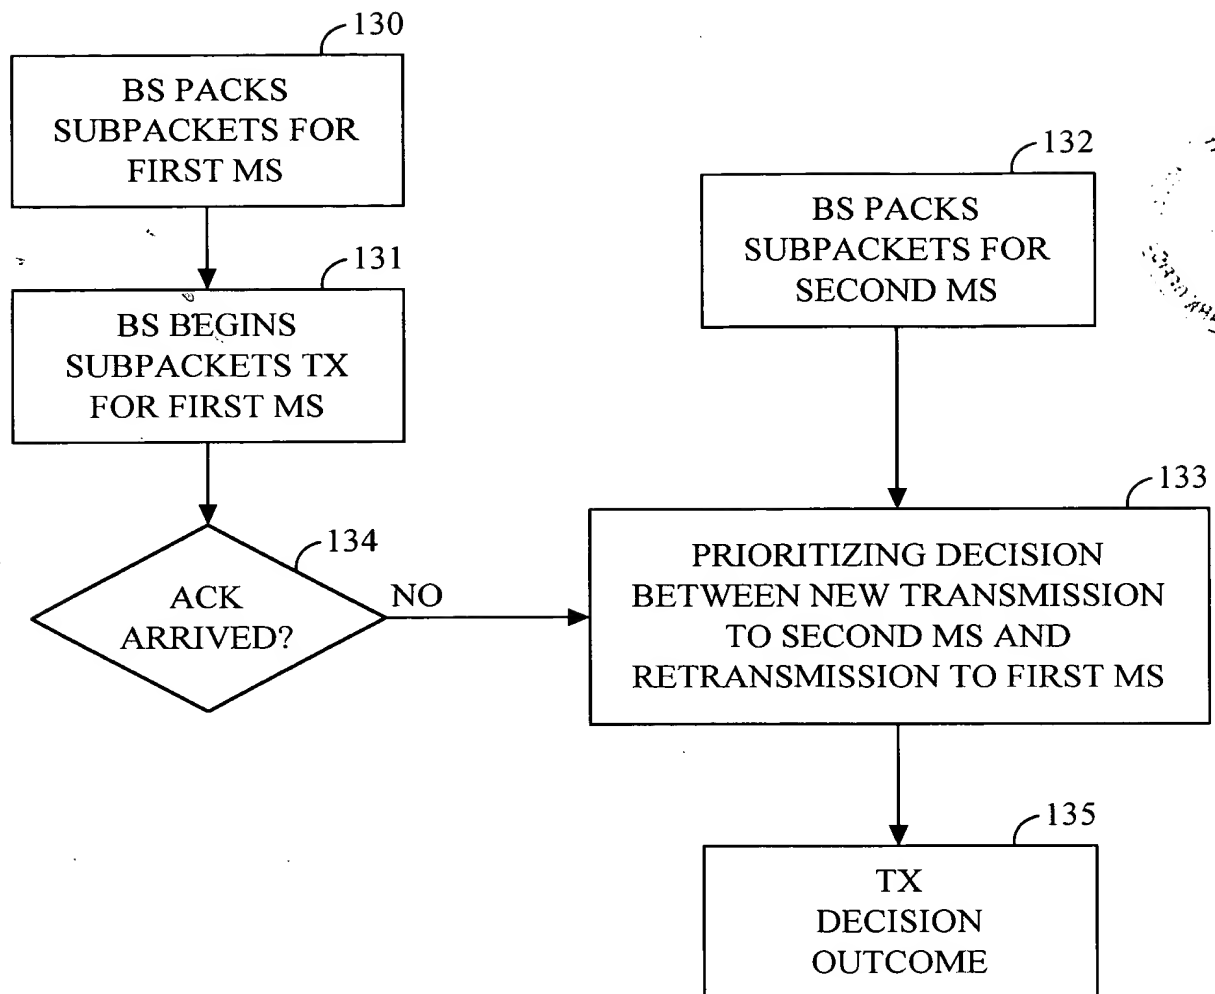 130
BS PACKS
SUBPACKETS FOR
FIRST MS
132
BS PACKS
SUBPACKETS FOR
SECOND MS
131
BS BEGINS
SUBPACKETS TX
FOR FIRST MS
134
ACK
ARRIVED?
NO
133
PRIORITIZING DECISION
BETWEEN NEW TRANSMISSION
TO SECOND MS AND
RETRANSMISSION TO FIRST MS
135
TX
DECISION
OUTCOME